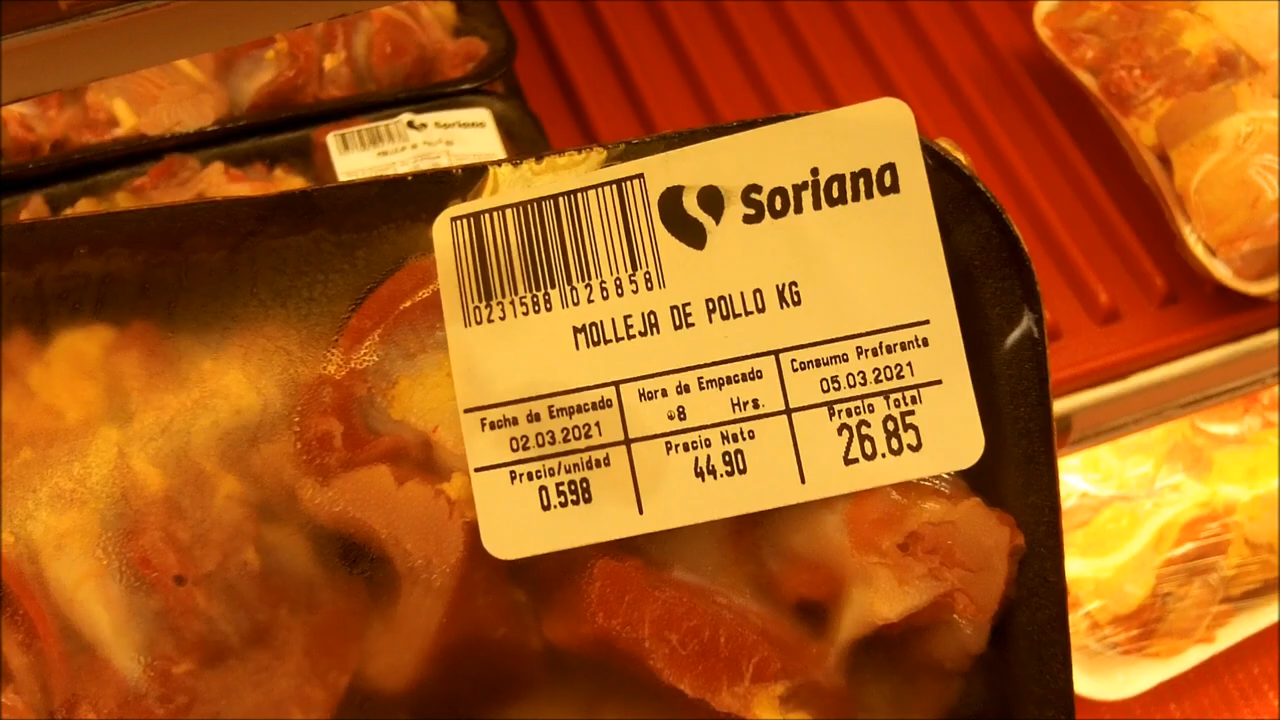 Soriana
0231588 026858
MOLLEJA DE POLLO KG
Fecha de Empacado
02.03.2021
Hora de Empacado
8 Hrs.
Consumo Preferente
05.03.2021
Precio/unidad
0.598
Precio Neto
44.90
Precio Total
26.85
Soriana